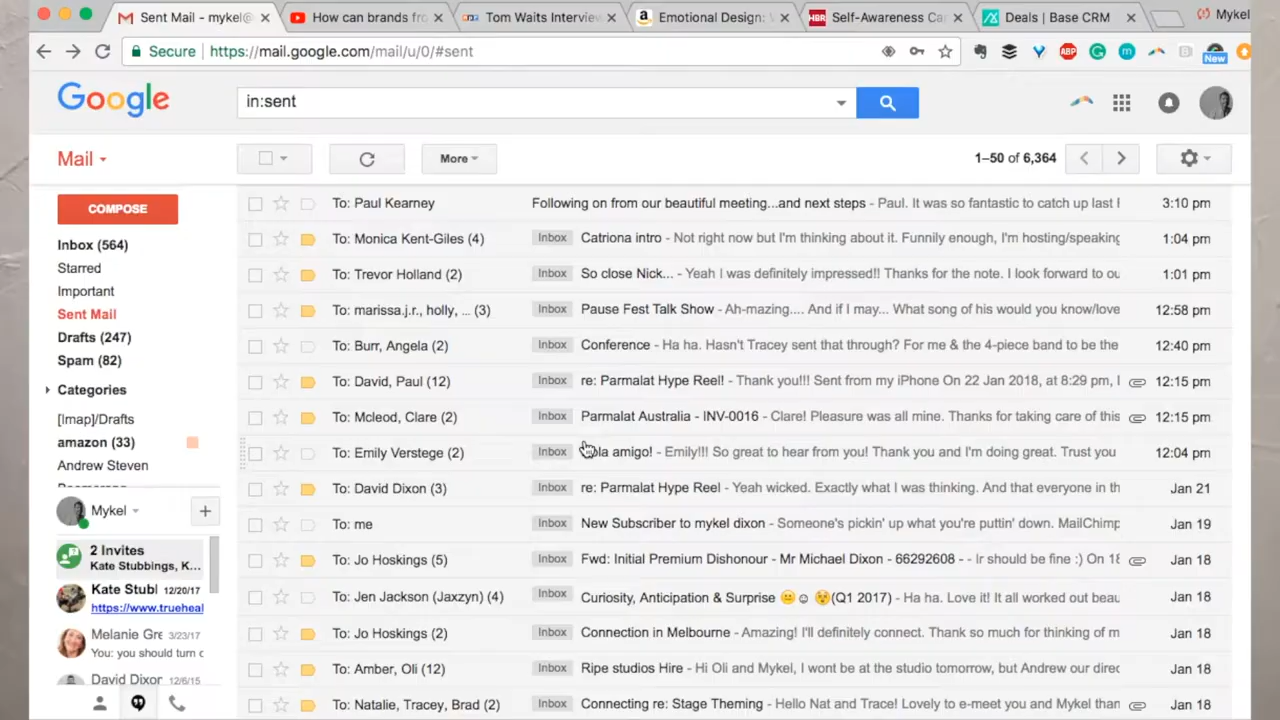 Sent Mail - mykel@
How can brands fro
Tom Waits Interview
Emotional Design: 
HBR Self-Awareness Ca
Deals | Base CRM
Mykel
Secure https://mail.google.com/mail/u/0/#sent
ABP
New
Google
in:sent
Mail
More
1–50 of 6,364
COMPOSE
Inbox (564)
Starred
Important
Sent Mail
Drafts (247)
Spam (82)
Categories
[Imap]/Drafts
amazon (33)
Andrew Steven
Mykel
2 Invites
Kate Stubbings, K...
Kate Stubl 12/20/17
https://www.trueheal
Melanie Gre 3/23/17
You: you should turn c
David Dixor 12/6/15
To: Paul Kearney Following on from our beautiful meeting...and next steps - Paul. It was so fantastic to catch up last 3:10 pm
To: Monica Kent-Giles (4) Inbox Catriona intro - Not right now but I'm thinking about it. Funnily enough, I'm hosting/speaking 1:04 pm
To: Trevor Holland (2) Inbox So close Nick... - Yeah I was definitely impressed!! Thanks for the note. I look forward to ou 1:01 pm
To: marissa.j.r., holly, ... (3) Inbox Pause Fest Talk Show - Ah-mazing.... And if I may... What song of his would you know/love 12:58 pm
To: Burr, Angela (2) Inbox Conference - Ha ha. Hasn't Tracey sent that through? For me & the 4-piece band to be the 12:40 pm
To: David, Paul (12) Inbox re: Parmalat Hype Reel! - Thank you!!! Sent from my iPhone On 22 Jan 2018, at 8:29 pm, 12:15 pm
To: Mcleod, Clare (2) Inbox Parmalat Australia - INV-0016 - Clare! Pleasure was all mine. Thanks for taking care of this 12:15 pm
To: Emily Verstege (2) Inbox la amigo! - Emily!!! So great to hear from you! Thank you and I'm doing great. Trust you 12:04 pm
To: David Dixon (3) Inbox re: Parmalat Hype Reel - Yeah wicked. Exactly what I was thinking. And that everyone in th Jan 21
To: me Inbox New Subscriber to mykel dixon - Someone's pickin' up what you're puttin' down. MailChimp Jan 19
To: Jo Hoskings (5) Inbox Fwd: Initial Premium Dishonour - Mr Michael Dixon - 66292608 - - Ir should be fine :) On 18 Jan 18
To: Jen Jackson (Jaxzyn) (4) Inbox Curiosity, Anticipation & Surprise 😐☺😲(Q1 2017) - Ha ha. Love it! It all worked out beau Jan 18
To: Jo Hoskings (2) Inbox Connection in Melbourne - Amazing! I'll definitely connect. Thank so much for thinking of m Jan 18
To: Amber, Oli (12) Inbox Ripe studios Hire - Hi Oli and Mykel, I wont be at the studio tomorrow, but Andrew our direc Jan 18
To: Natalie, Tracey, Brad (2) Inbox Connecting re: Stage Theming - Hello Nat and Trace! Lovely to e-meet you and Mykel than Jan 18